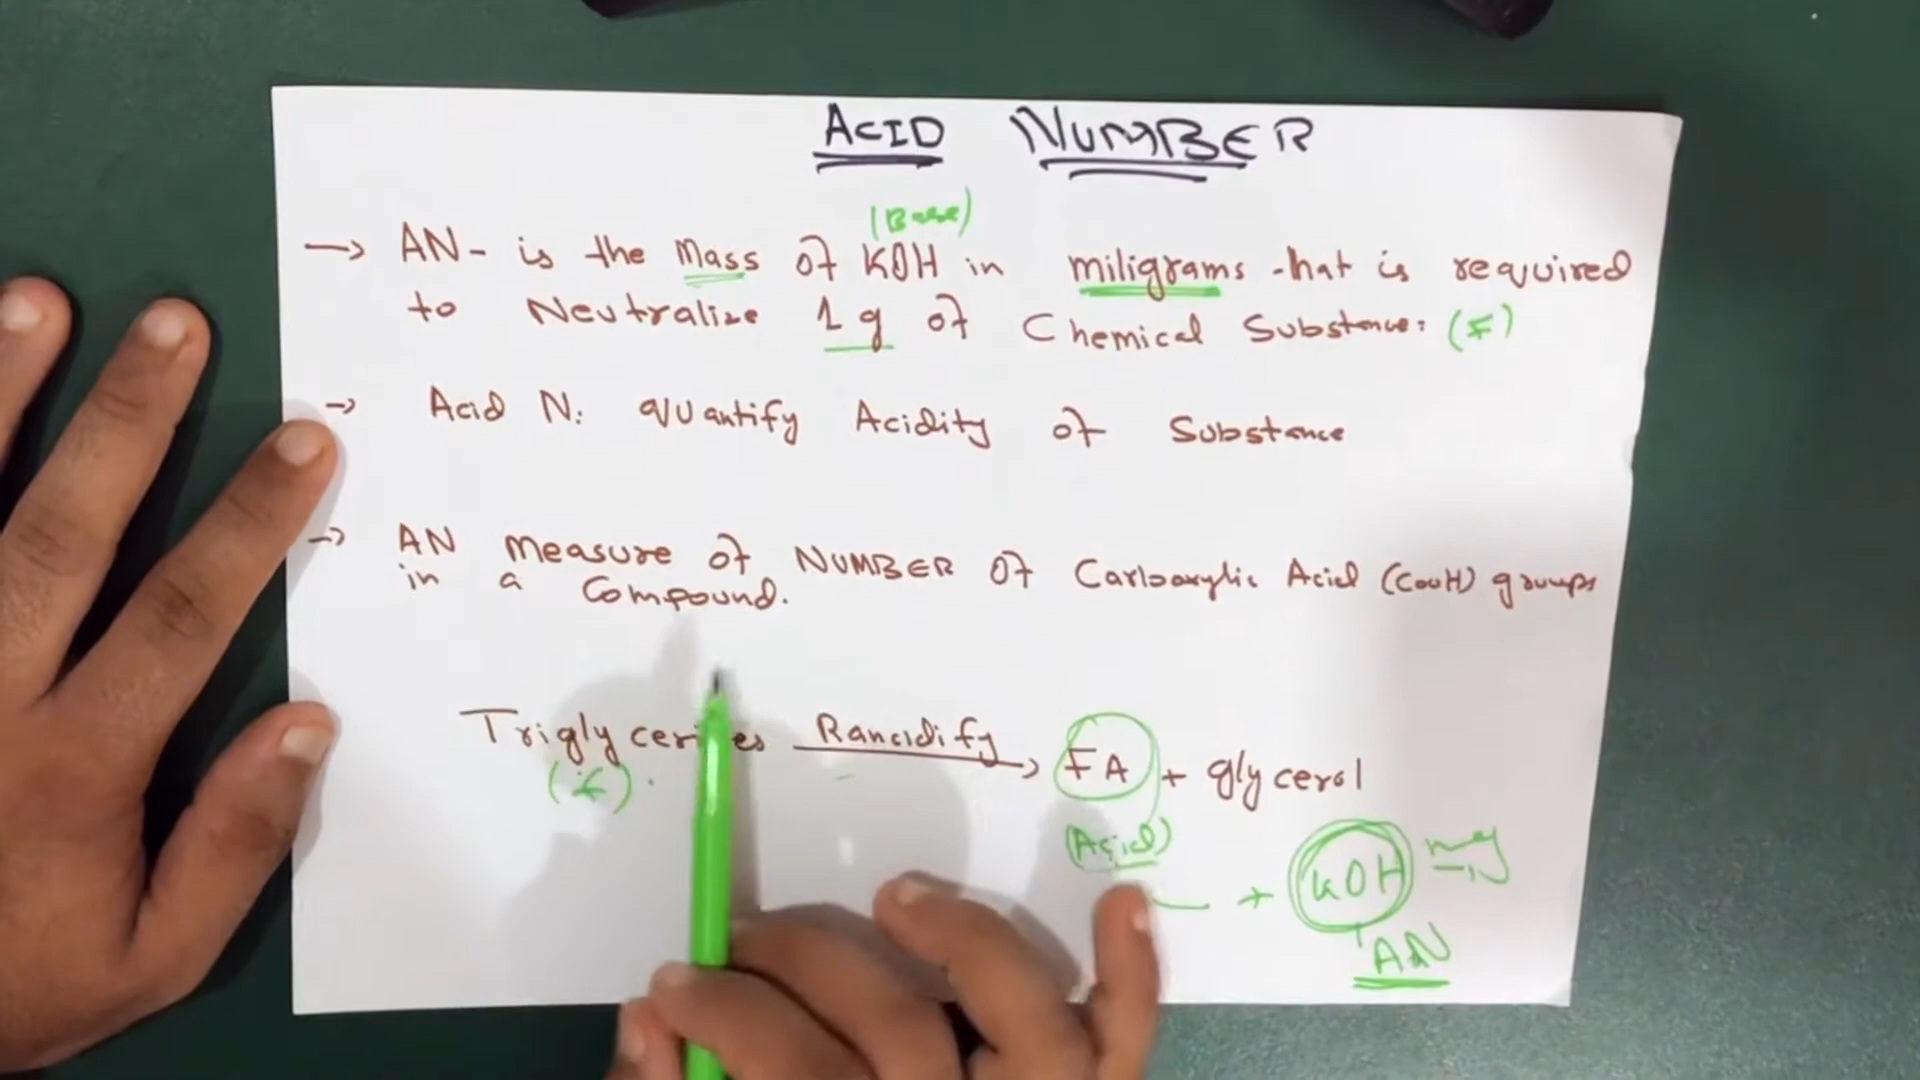 ACID NUMBER
(Base)
→ AN - is the Mass of KOH in miligrams that is required
to Neutralize 1 g of Chemical Substance:
→ Acid N: quantify Acidity of Substance
→ AN measure of NUMBER of Carboxylic Acid (COOH) groups
in a Compound.
Rancidify
→ FA + glycerol
(Acid)
+ KOH mg
AN